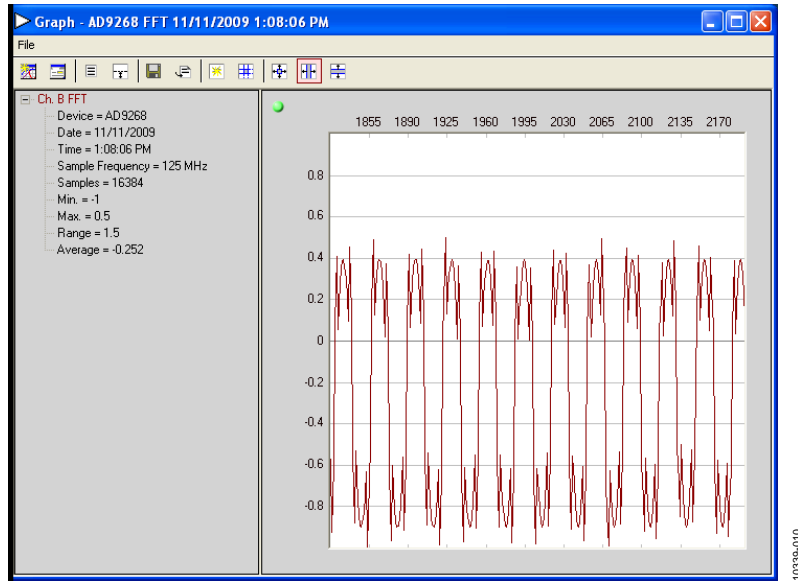 Graph - AD9268 FFT 11/11/2009 1:08:06 PM
File
Ch. B FFT
Device = AD9268
Date = 11/11/2009
Time = 1:08:06 PM
Sample Frequency = 125 MHz
Samples = 16384
Min. = -1
Max. = 0.5
Range = 1.5
Average = -0.252
1855 1890 1925 1960 1995 2030 2065 2100 2135 2170
0.8
0.6
0.4
0.2
0
-0.2
-0.4
-0.6
-0.8
10339-010